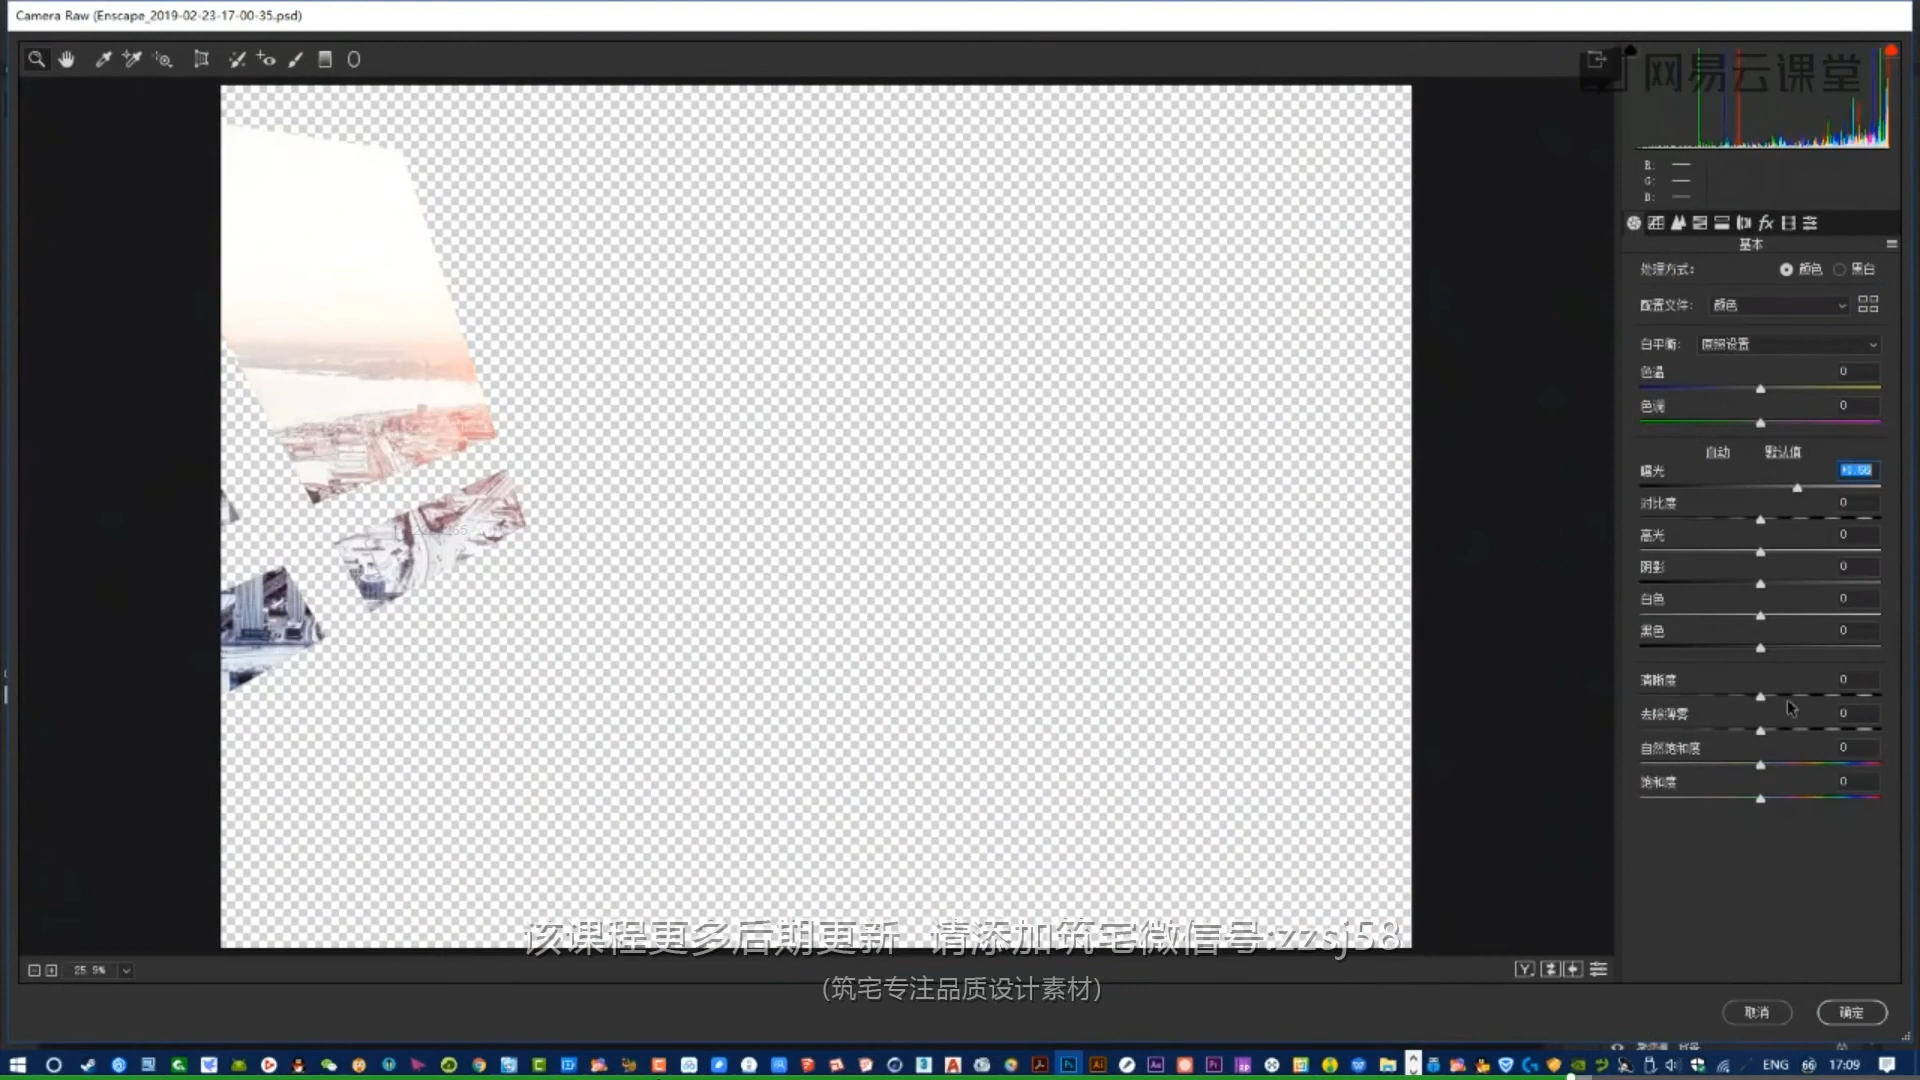 Camera Raw (Enscape_2019-02-23-17-00-35.psd)
网易云课堂
R:
G:
B:
基本
处理方式:
颜色
黑白
配置文件:
颜色
白平衡:
原照设置
色温
0
色调
0
自动
默认值
曝光
对比度
0
高光
0
阴影
0
白色
0
黑色
0
清晰度
0
去除薄雾
0
自然饱和度
0
饱和度
0
该课程更多后期更新 请添加筑宅微信号:zzsj58
25.9%
(筑宅专注品质设计素材)
取消
确定
ENG
66
17:09